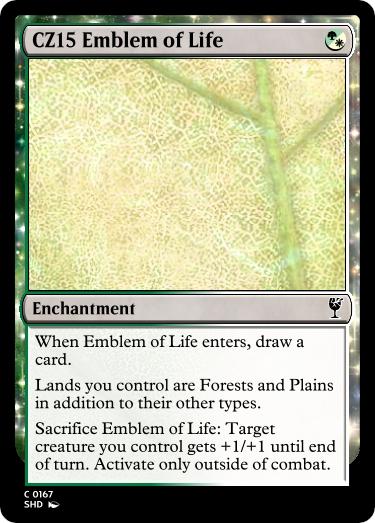 CZ15 Emblem of Life
Enchantment
When Emblem of Life enters, draw a
card.
Lands you control are Forests and Plains
in addition to their other types.
Sacrifice Emblem of Life: Target
creature you control gets +1/+1 until end
of turn. Activate only outside of combat.
C 0167
SHD